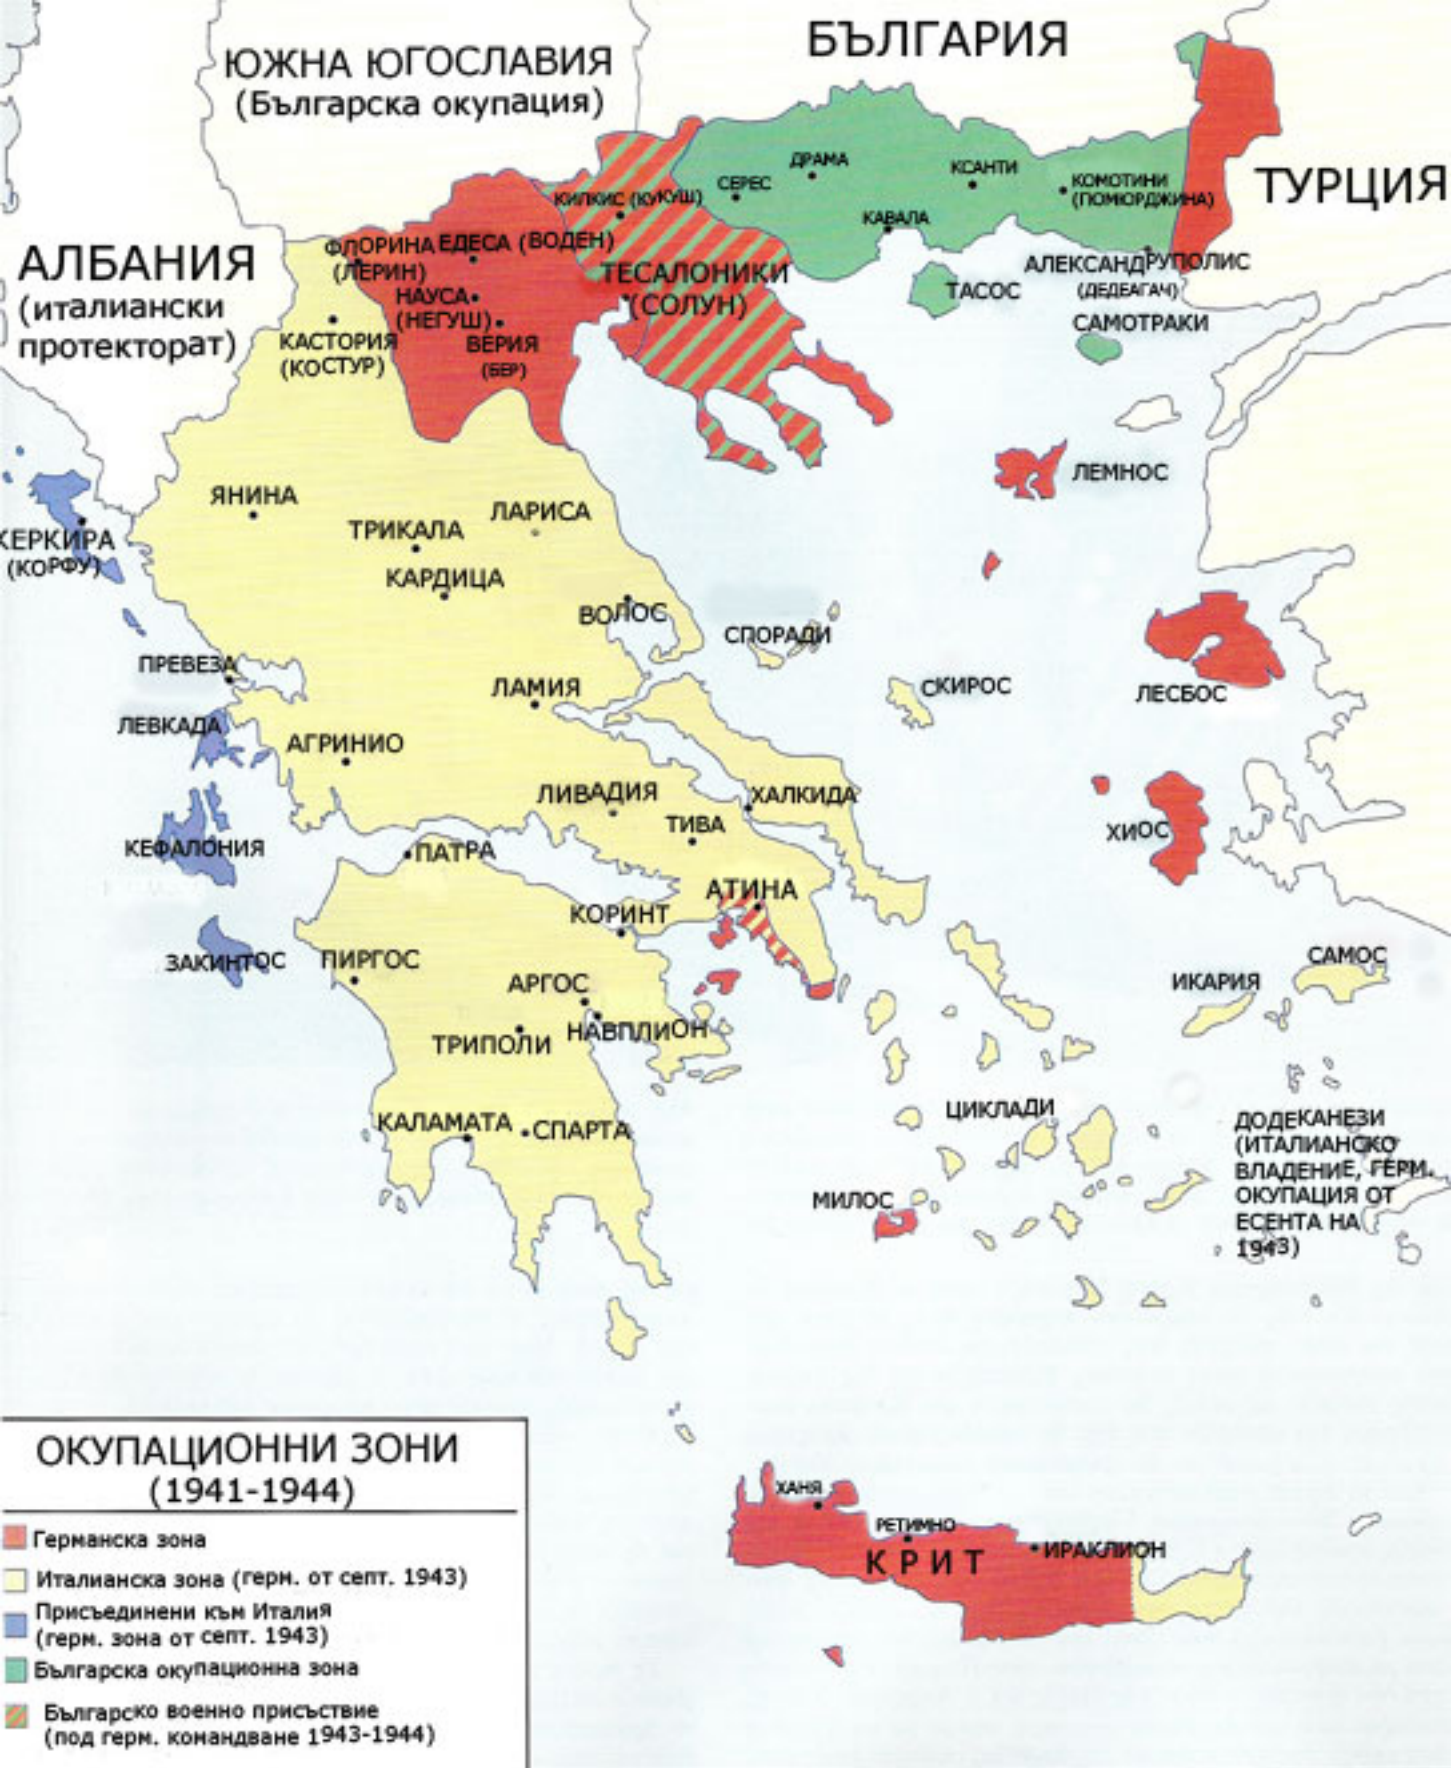 БЪЛГАРИЯ
ЮЖНА ЮГОСЛАВИЯ
(Българска окупация)
ТУРЦИЯ
АЛБАНИЯ
(италиански
протекторат)
ДРАМА
СЕРЕС
КСАНТИ
КОМОТИНИ
(ГЮМЮРДЖИНА)
КИЛКИС (КУКУШ)
КАВАЛА
ФЛОРИНА
(ЛЕРИН)
ЕДЕСА (ВОДЕН)
АЛЕКСАНДРУПОЛИС
(ДЕДЕАГАЧ)
ТЕСАЛОНИКИ
(СОЛУН)
ТАСОС
НАУСА
(НЕГУШ)
САМОТРАКИ
КАСТОРИЯ
(КОСТУР)
ВЕРИЯ
(БЕР)
ЛЕМНОС
ЯНИНА
ТРИКАЛА
ЛАРИСА
КЕРКИРА
(КОРФУ)
КАРДИЦА
ВОЛОС
СПОРАДИ
ПРЕВЕЗА
ЛАМИЯ
СКИРОС
ЛЕСБОС
ЛЕВКАДА
АГРИНИО
ЛИВАДИЯ
ХАЛКИДА
ТИВА
ХИОС
КЕФАЛОНИЯ
ПАТРА
АТИНА
КОРИНТ
ЗАКИНТОС
ПИРГОС
АРГОС
САМОС
ИКАРИЯ
ТРИПОЛИ
НАВПЛИОН
КАЛАМАТА
СПАРТА
ЦИКЛАДИ
ДОДЕКАНЕЗИ
(ИТАЛИАНСКО
ВЛАДЕНИЕ, ГЕРМ.
ОКУПАЦИЯ ОТ
ЕСЕНТА НА
1943)
МИЛОС
ХАНЯ
РЕТИМНО
КРИТ
ИРАКЛИОН
ОКУПАЦИОННИ ЗОНИ
(1941-1944)
Германска зона
Италианска зона (герм. от септ. 1943)
Присъединени към Италия
(герм. зона от септ. 1943)
Българска окупационна зона
Българско военно присъствие
(под герм. командване 1943-1944)